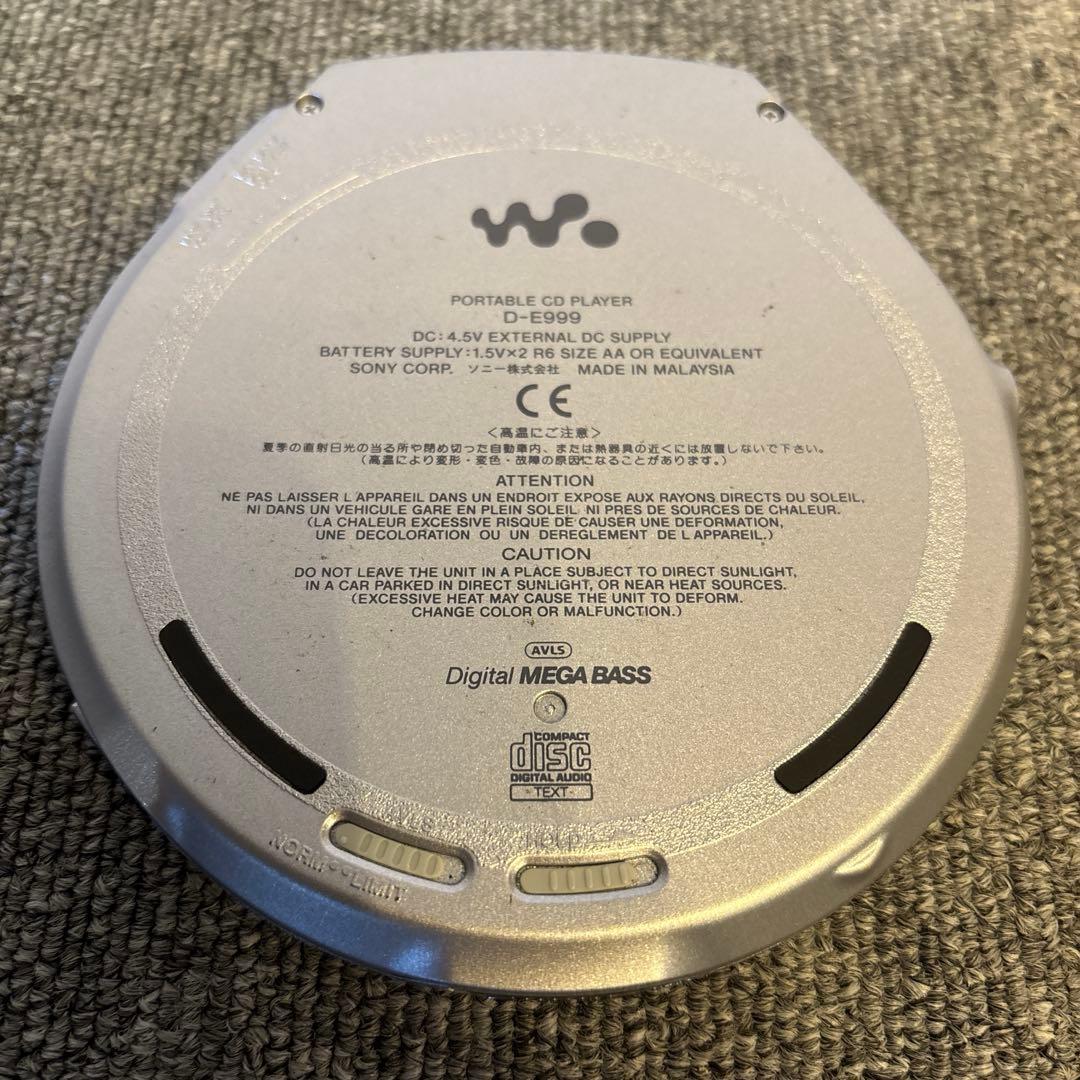 PORTABLE CD PLAYER
D-E999
DC:4.5V EXTERNAL DC SUPPLY
BATTERY SUPPLY:1.5V×2 R6 SIZE AA OR EQUIVALENT
SONY CORP. ソニー株式会社 MADE IN MALAYSIA
CE
<高温にご注意>
夏季の直射日光の当る所や閉め切った自動車内、または熱器具の近くには放置しないで下さい。
(高温により変形・変色・故障の原因になることがあります。)
ATTENTION
NE PAS LAISSER L'APPAREIL DANS UN ENDROIT EXPOSE AUX RAYONS DIRECTS DU SOLEIL,
NI DANS UN VEHICULE GARE EN PLEIN SOLEIL NI PRES DE SOURCES DE CHALEUR.
(LA CHALEUR EXCESSIVE RISQUE DE CAUSER UNE DEFORMATION,
UNE DECOLORATION OU UN DEREGLEMENT DE L'APPAREIL.)
CAUTION
DO NOT LEAVE THE UNIT IN A PLACE SUBJECT TO DIRECT SUNLIGHT,
IN A CAR PARKED IN DIRECT SUNLIGHT, OR NEAR HEAT SOURCES.
(EXCESSIVE HEAT MAY CAUSE THE UNIT TO DEFORM.
CHANGE COLOR OR MALFUNCTION.)
AVLS
Digital MEGA BASS
COMPACT
disc
DIGITAL AUDIO
TEXT
AVLS
NORM LIMIT
HOLD